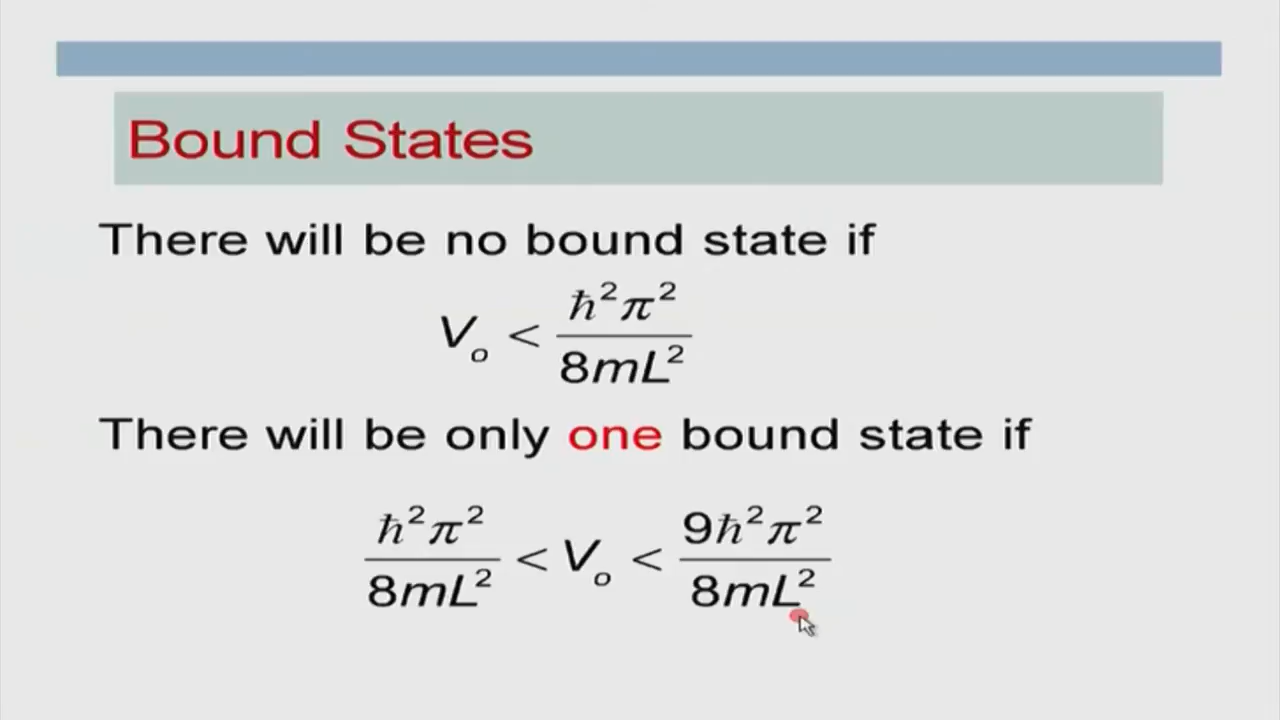 Bound States
There will be no bound state if
V₀ < ħ²π² / 8mL²
There will be only one bound state if
ħ²π² / 8mL² < V₀ < 9ħ²π² / 8mL²